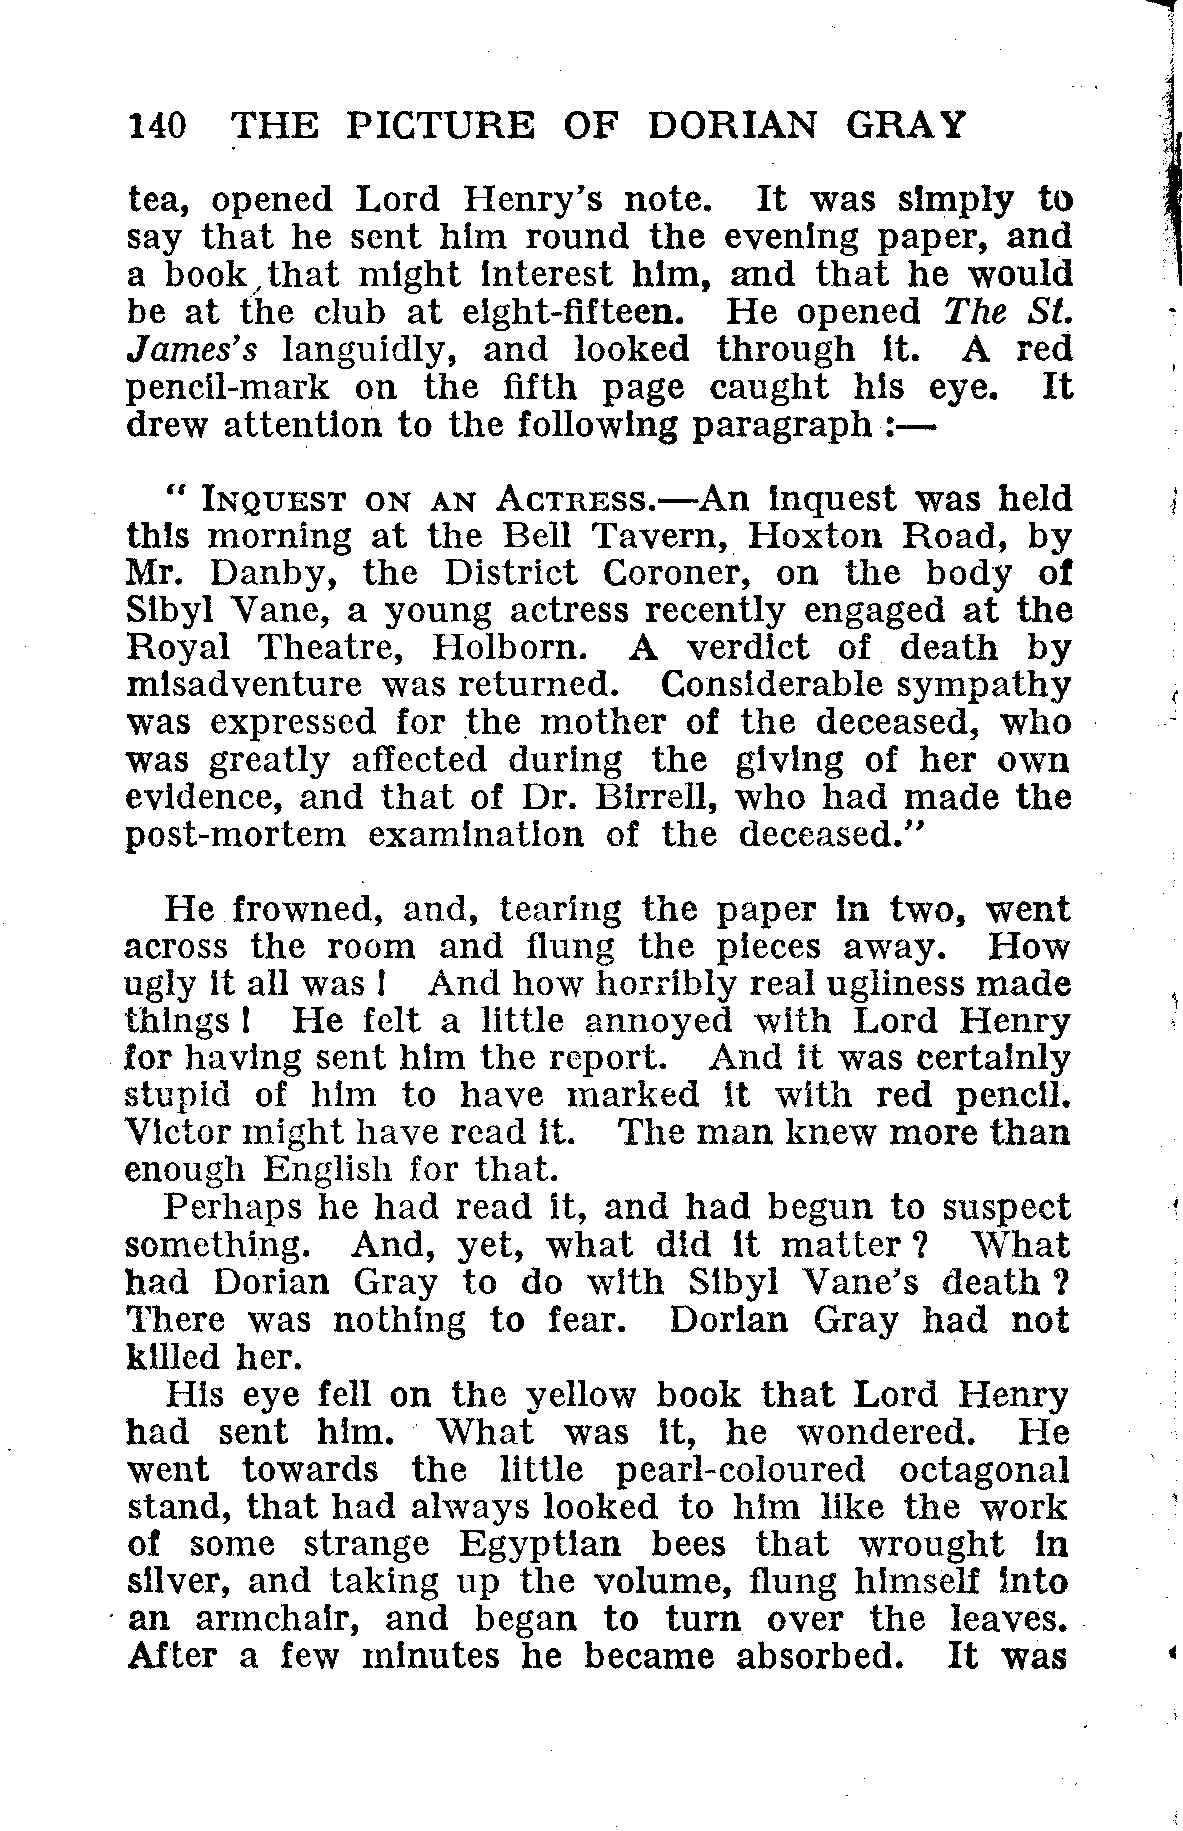 140 THE PICTURE OF DORIAN GRAY
tea, opened Lord Henry's note. It was simply to
say that he sent him round the evening paper, and
a book that might interest him, and that he would
be at the club at eight-fifteen. He opened The St.
James's languidly, and looked through it. A red
pencil-mark on the fifth page caught his eye. It
drew attention to the following paragraph :—
" INQUEST ON AN ACTRESS.—An inquest was held
this morning at the Bell Tavern, Hoxton Road, by
Mr. Danby, the District Coroner, on the body of
Sibyl Vane, a young actress recently engaged at the
Royal Theatre, Holborn. A verdict of death by
misadventure was returned. Considerable sympathy
was expressed for the mother of the deceased, who
was greatly affected during the giving of her own
evidence, and that of Dr. Birrell, who had made the
post-mortem examination of the deceased."
He frowned, and, tearing the paper in two, went
across the room and flung the pieces away. How
ugly it all was ! And how horribly real ugliness made
things ! He felt a little annoyed with Lord Henry
for having sent him the report. And it was certainly
stupid of him to have marked it with red pencil.
Victor might have read it. The man knew more than
enough English for that.
Perhaps he had read it, and had begun to suspect
something. And, yet, what did it matter ? What
had Dorian Gray to do with Sibyl Vane's death ?
There was nothing to fear. Dorian Gray had not
killed her.
His eye fell on the yellow book that Lord Henry
had sent him. What was it, he wondered. He
went towards the little pearl-coloured octagonal
stand, that had always looked to him like the work
of some strange Egyptian bees that wrought in
silver, and taking up the volume, flung himself into
an armchair, and began to turn over the leaves.
After a few minutes he became absorbed. It was